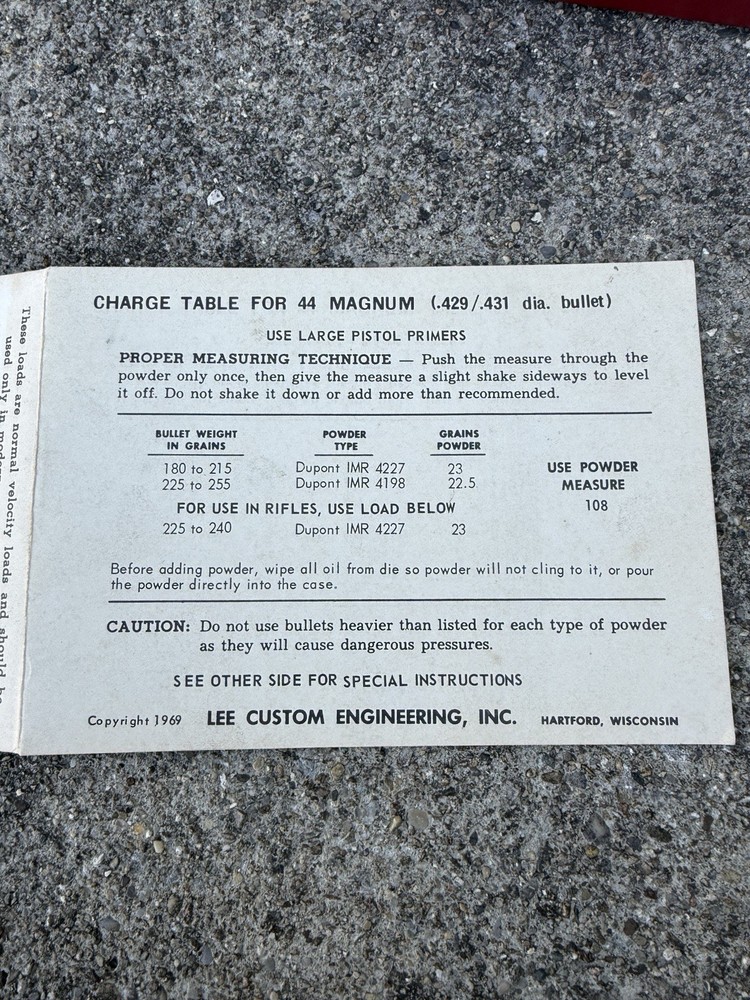 CHARGE TABLE FOR 44 MAGNUM (.429/.431 dia. bullet)
USE LARGE PISTOL PRIMERS
PROPER MEASURING TECHNIQUE — Push the measure through the
powder only once, then give the measure a slight shake sideways to level
it off. Do not shake it down or add more than recommended.
BULLET WEIGHT IN GRAINS POWDER TYPE GRAINS POWDER
180 to 215 Dupont IMR 4227 23
225 to 255 Dupont IMR 4198 22.5
USE POWDER
MEASURE
108
FOR USE IN RIFLES, USE LOAD BELOW
225 to 240 Dupont IMR 4227 23
Before adding powder, wipe all oil from die so powder will not cling to it, or pour
the powder directly into the case.
CAUTION: Do not use bullets heavier than listed for each type of powder
as they will cause dangerous pressures.
SEE OTHER SIDE FOR SPECIAL INSTRUCTIONS
Copyright 1969 LEE CUSTOM ENGINEERING, INC. HARTFORD, WISCONSIN
These loads are normal velocity loads and should be
used only in modern